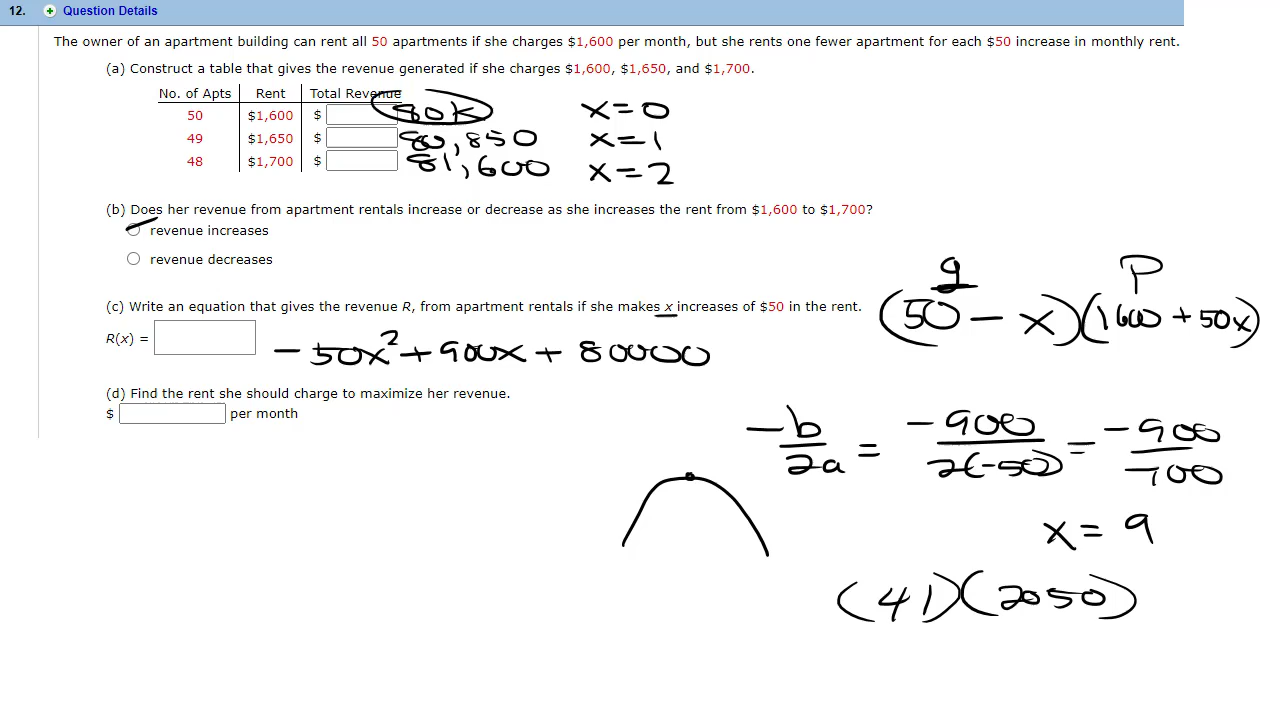 12. Question Details
The owner of an apartment building can rent all 50 apartments if she charges $1,600 per month, but she rents one fewer apartment for each $50 increase in monthly rent.
(a) Construct a table that gives the revenue generated if she charges $1,600, $1,650, and $1,700.
No. of Apts Rent Total Revenue
50 $1,600 $ 80K x=0
49 $1,650 $ 80,850 x=1
48 $1,700 $ 81,600 x=2
(b) Does her revenue from apartment rentals increase or decrease as she increases the rent from $1,600 to $1,700?
revenue increases
revenue decreases
q P
(c) Write an equation that gives the revenue R, from apartment rentals if she makes x increases of $50 in the rent.
(50 - x)(1600 + 50x)
R(x) = -50x² + 900x + 80000
(d) Find the rent she should charge to maximize her revenue.
$ per month
-b/2a = -900/2(-50) = -900/-100
x = 9
(41)(2050)